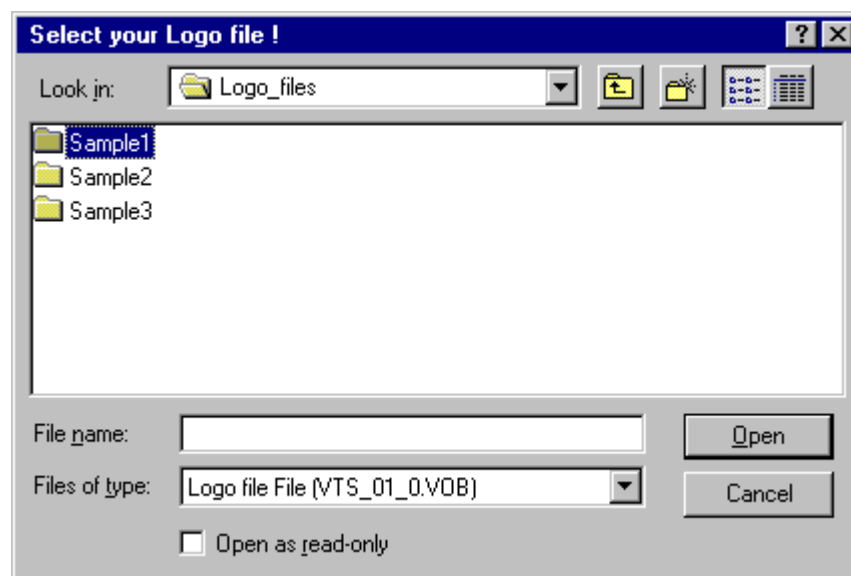 Select your Logo file !
Look in: Logo_files
Sample1
Sample2
Sample3
File name:
Open
Files of type: Logo file File (VTS_01_0.VOB)
Cancel
Open as read-only